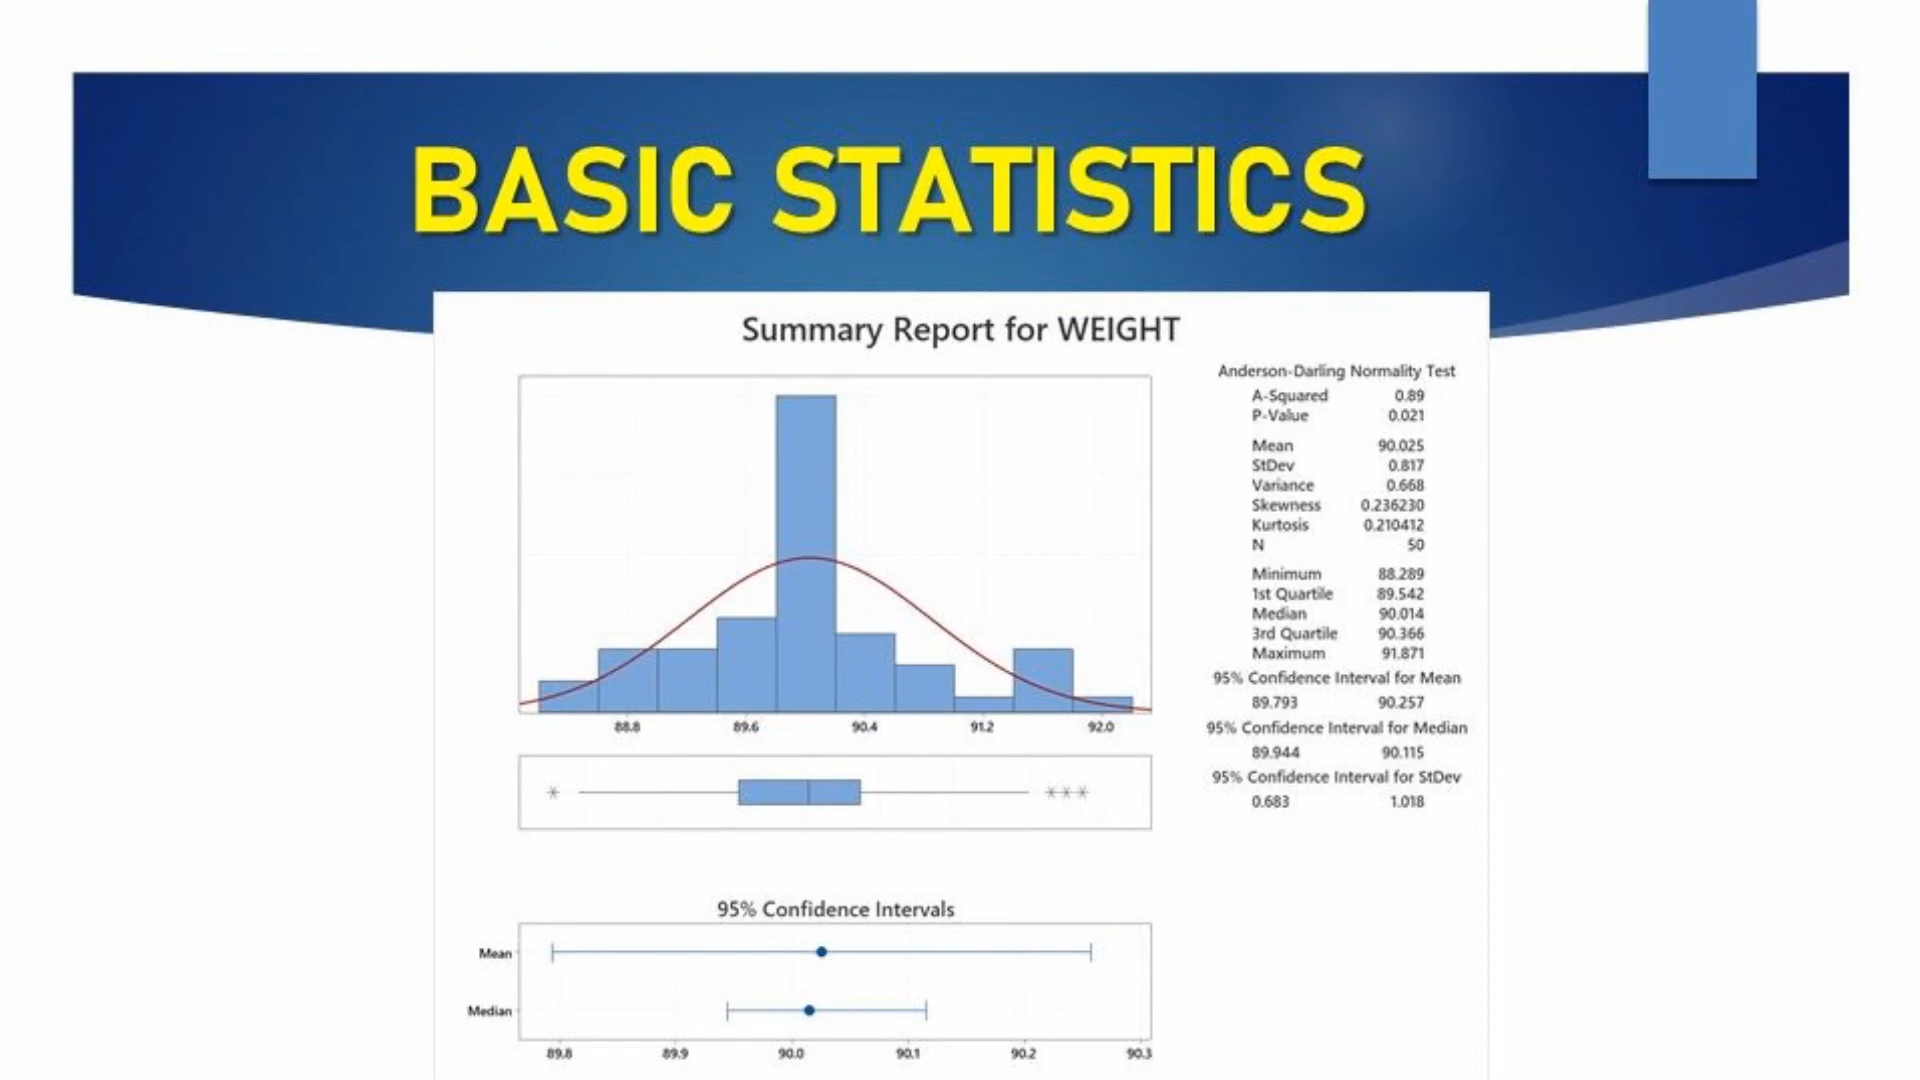 BASIC STATISTICS
Summary Report for WEIGHT
Anderson-Darling Normality Test
A-Squared 0.89
P-Value 0.021
Mean 90.025
StDev 0.817
Variance 0.668
Skewness 0.236230
Kurtosis 0.210412
N 50
Minimum 88.289
1st Quartile 89.542
Median 90.014
3rd Quartile 90.366
Maximum 91.871
95% Confidence Interval for Mean
89.793 90.257
95% Confidence Interval for Median
89.944 90.115
95% Confidence Interval for StDev
0.683 1.018
88.8 89.6 90.4 91.2 92.0
95% Confidence Intervals
Mean
Median
89.8 89.9 90.0 90.1 90.2 90.3